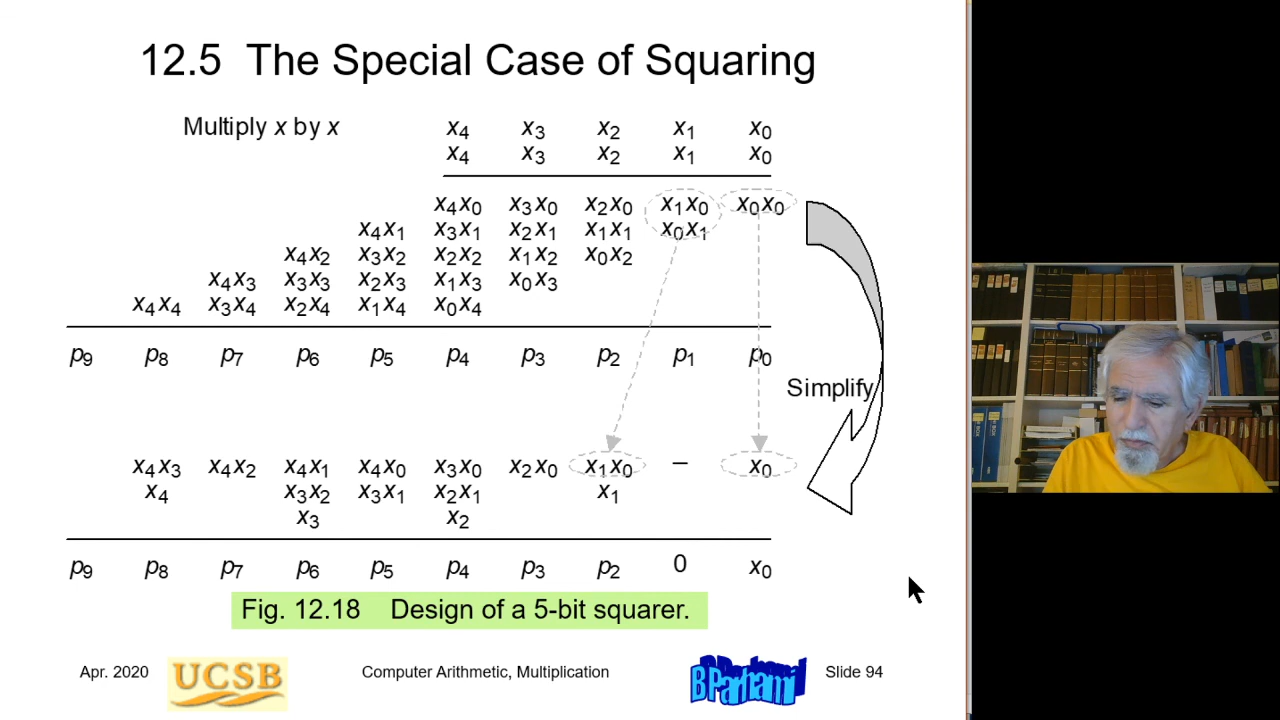 12.5 The Special Case of Squaring
Multiply x by x
x₄ x₃ x₂ x₁ x₀
x₄ x₃ x₂ x₁ x₀
x₄x₀ x₃x₀ x₂x₀ x₁x₀ x₀x₀
x₄x₁ x₃x₁ x₂x₁ x₁x₁ x₀x₁
x₄x₂ x₃x₂ x₂x₂ x₁x₂ x₀x₂
x₄x₃ x₃x₃ x₂x₃ x₁x₃ x₀x₃
x₄x₄ x₃x₄ x₂x₄ x₁x₄ x₀x₄
p₉ p₈ p₇ p₆ p₅ p₄ p₃ p₂ p₁ p₀
Simplify
x₄x₃ x₄x₂ x₄x₁ x₄x₀ x₃x₀ x₂x₀ x₁x₀ – x₀
x₄ x₃x₂ x₃x₁ x₂x₁ x₁
x₃ x₂
p₉ p₈ p₇ p₆ p₅ p₄ p₃ p₂ 0 x₀
Fig. 12.18 Design of a 5-bit squarer.
Apr. 2020
UCSB
Computer Arithmetic, Multiplication
B Parhami
Slide 94